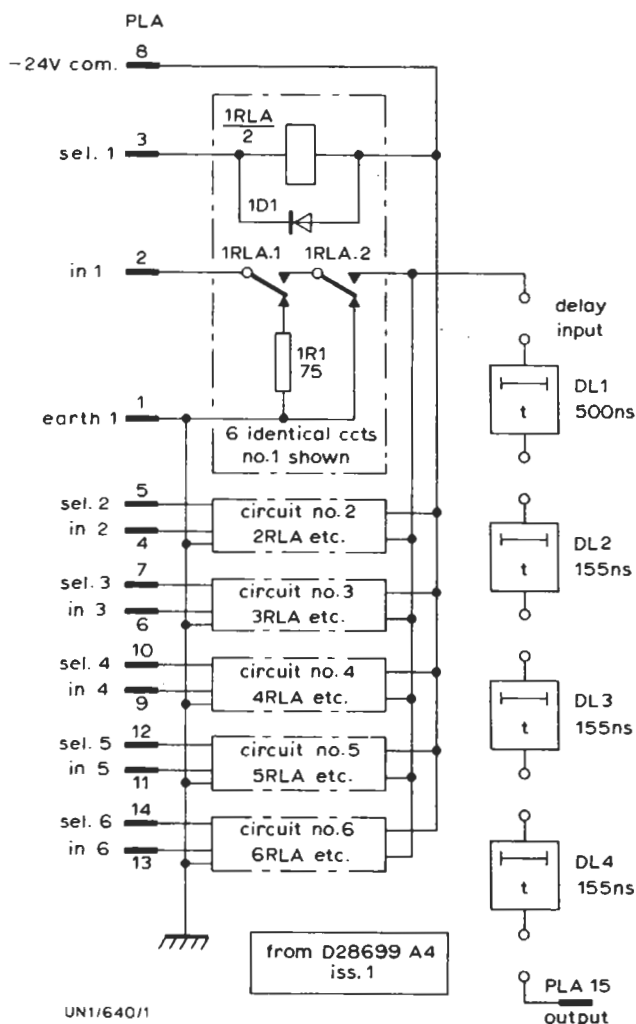 PLA
8
-24V com.
1RLA
2
3
sel. 1
1D1
2
in 1
1RLA.1
1RLA.2
delay
input
1R1
75
DL1
t
500ns
1
earth 1
6 identical ccts
no.1 shown
5
sel. 2
in 2
4
circuit no.2
2RLA etc.
DL2
t
155ns
7
sel. 3
in 3
6
circuit no.3
3RLA etc.
10
sel. 4
in 4
9
circuit no.4
4RLA etc.
DL3
t
155ns
12
sel. 5
in 5
11
circuit no.5
5RLA etc.
14
sel. 6
in 6
13
circuit no.6
6RLA etc.
DL4
t
155ns
from D28699 A4
iss. 1
PLA 15
output
UN1/640/1